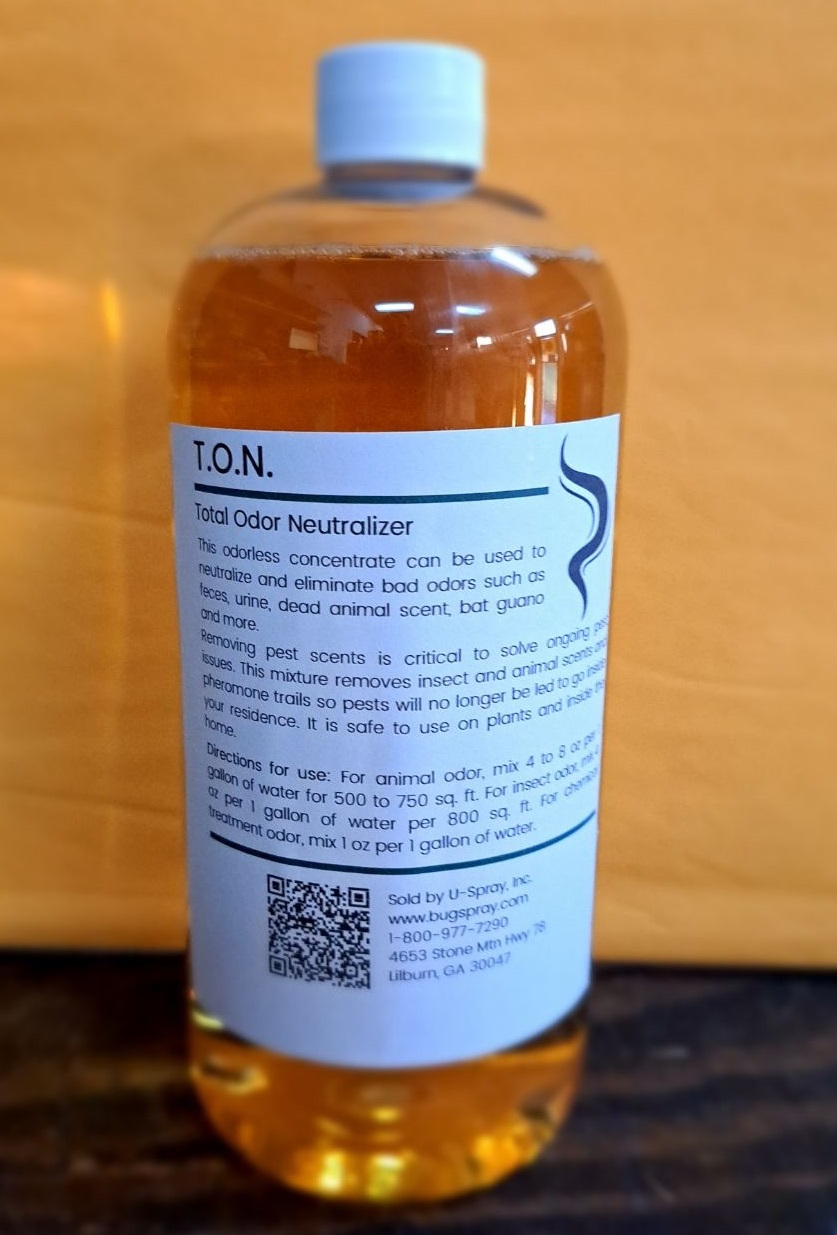 T.O.N.
Total Odor Neutralizer
This odorless concentrate can be used to
neutralize and eliminate bad odors such as
feces, urine, dead animal scent, bat guano
and more.
Removing pest scents is critical to solve ongoing
issues. This mixture removes insect and animal scents
pheromone trails so pests will no longer be led to go inside
your residence. It is safe to use on plants and inside
home.
Directions for use: For animal odor, mix 4 to 8 oz per
gallon of water for 500 to 750 sq. ft. For insect odor, mix 4
oz per 1 gallon of water per 800 sq. ft. For
treatment odor, mix 1 oz per 1 gallon of water.
Sold by U-Spray, Inc.
www.bugspray.com
1-800-977-7290
4653 Stone Mtn Hwy 78
Lilburn, GA 30047